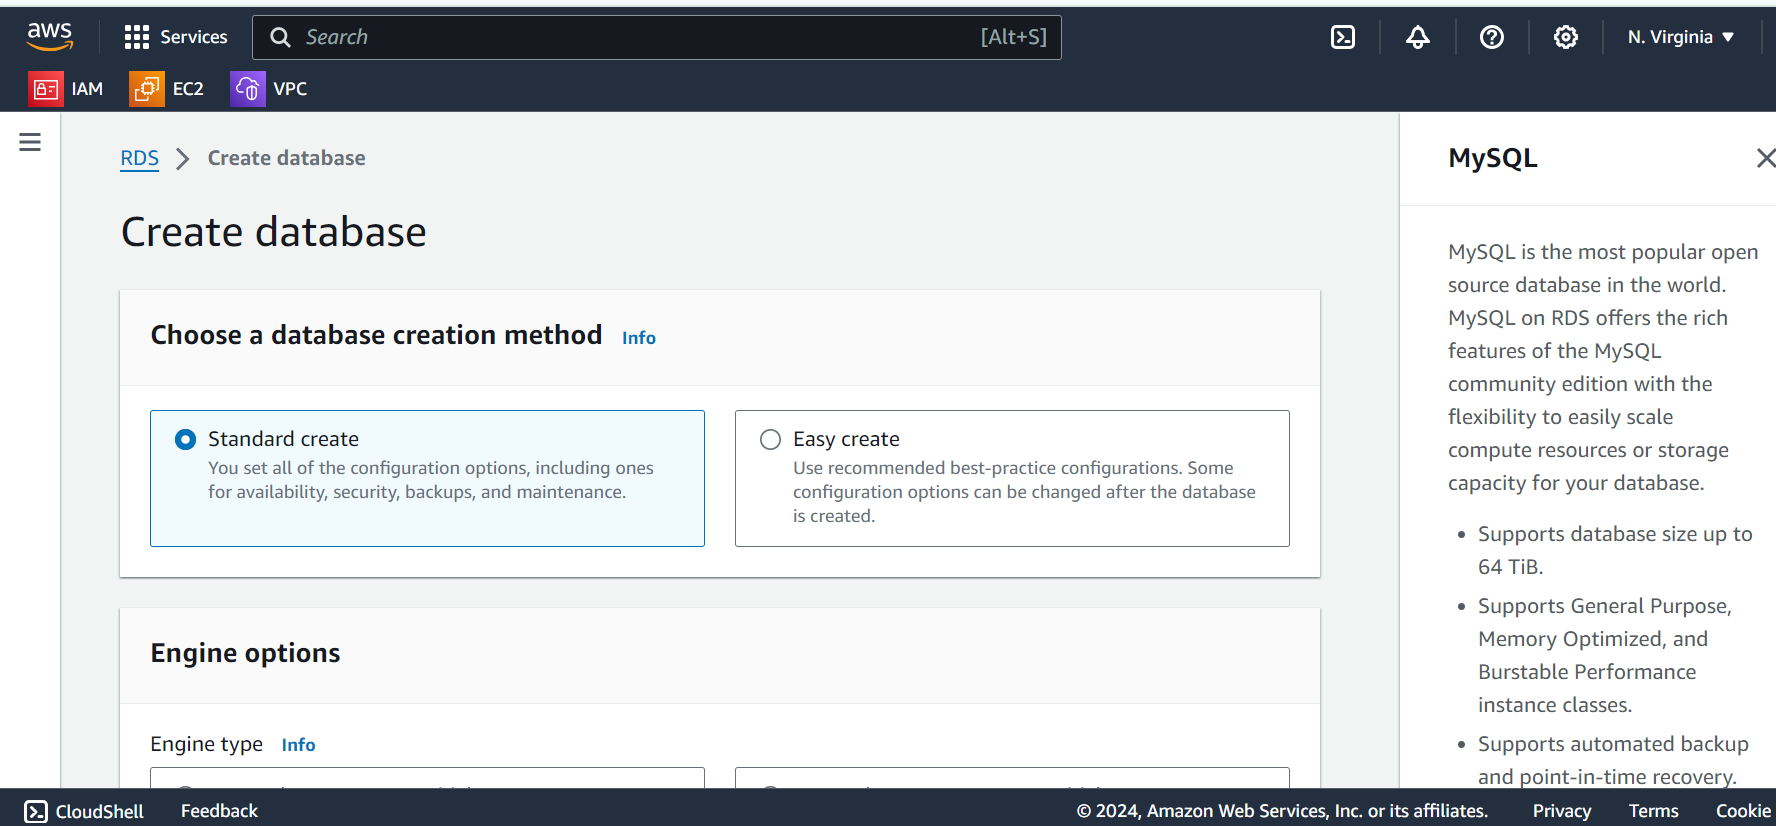 aws
Services
Search
[Alt+S]
N. Virginia
IAM
EC2
VPC
RDS
Create database
Create database
Choose a database creation method Info
Standard create
You set all of the configuration options, including ones
for availability, security, backups, and maintenance.
Easy create
Use recommended best-practice configurations. Some
configuration options can be changed after the database
is created.
Engine options
Engine type Info
MySQL
MySQL is the most popular open
source database in the world.
MySQL on RDS offers the rich
features of the MySQL
community edition with the
flexibility to easily scale
compute resources or storage
capacity for your database.
• Supports database size up to
64 TiB.
• Supports General Purpose,
Memory Optimized, and
Burstable Performance
instance classes.
• Supports automated backup
and point-in-time recovery.
CloudShell
Feedback
© 2024, Amazon Web Services, Inc. or its affiliates.
Privacy
Terms
Cookie